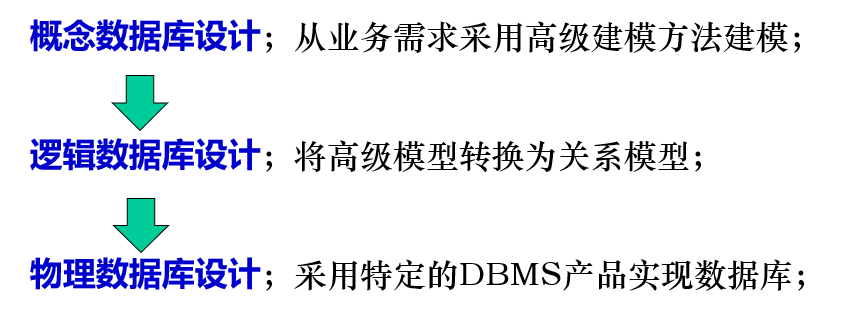 概念数据库设计；从业务需求采用高级建模方法建模；
逻辑数据库设计；将高级模型转换为关系模型；
物理数据库设计；采用特定的DBMS产品实现数据库；